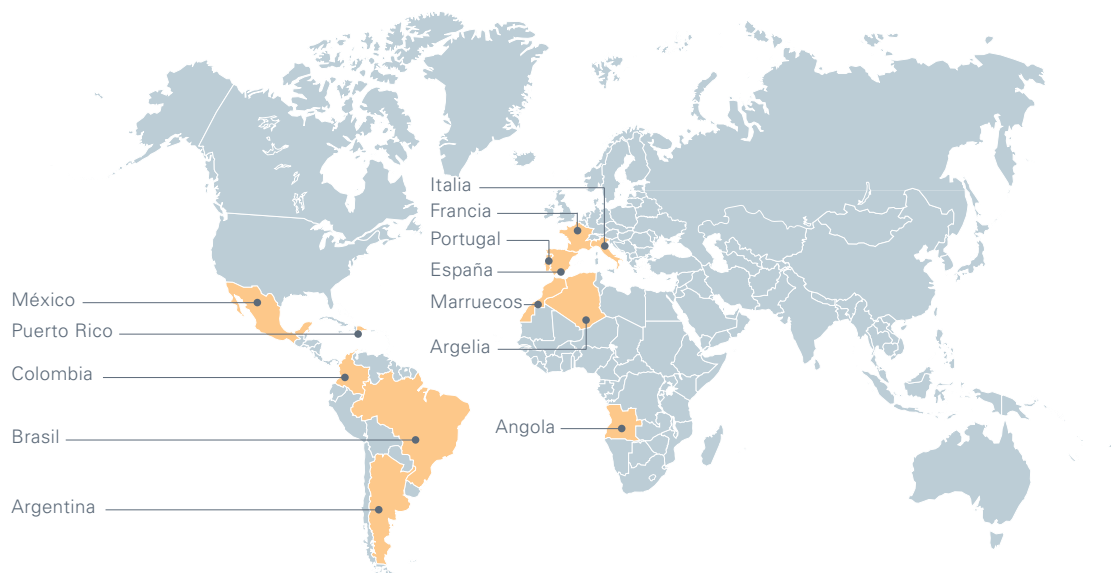 Italia
Francia
Portugal
España
Marruecos
Argelia
Angola
México
Puerto Rico
Colombia
Brasil
Argentina